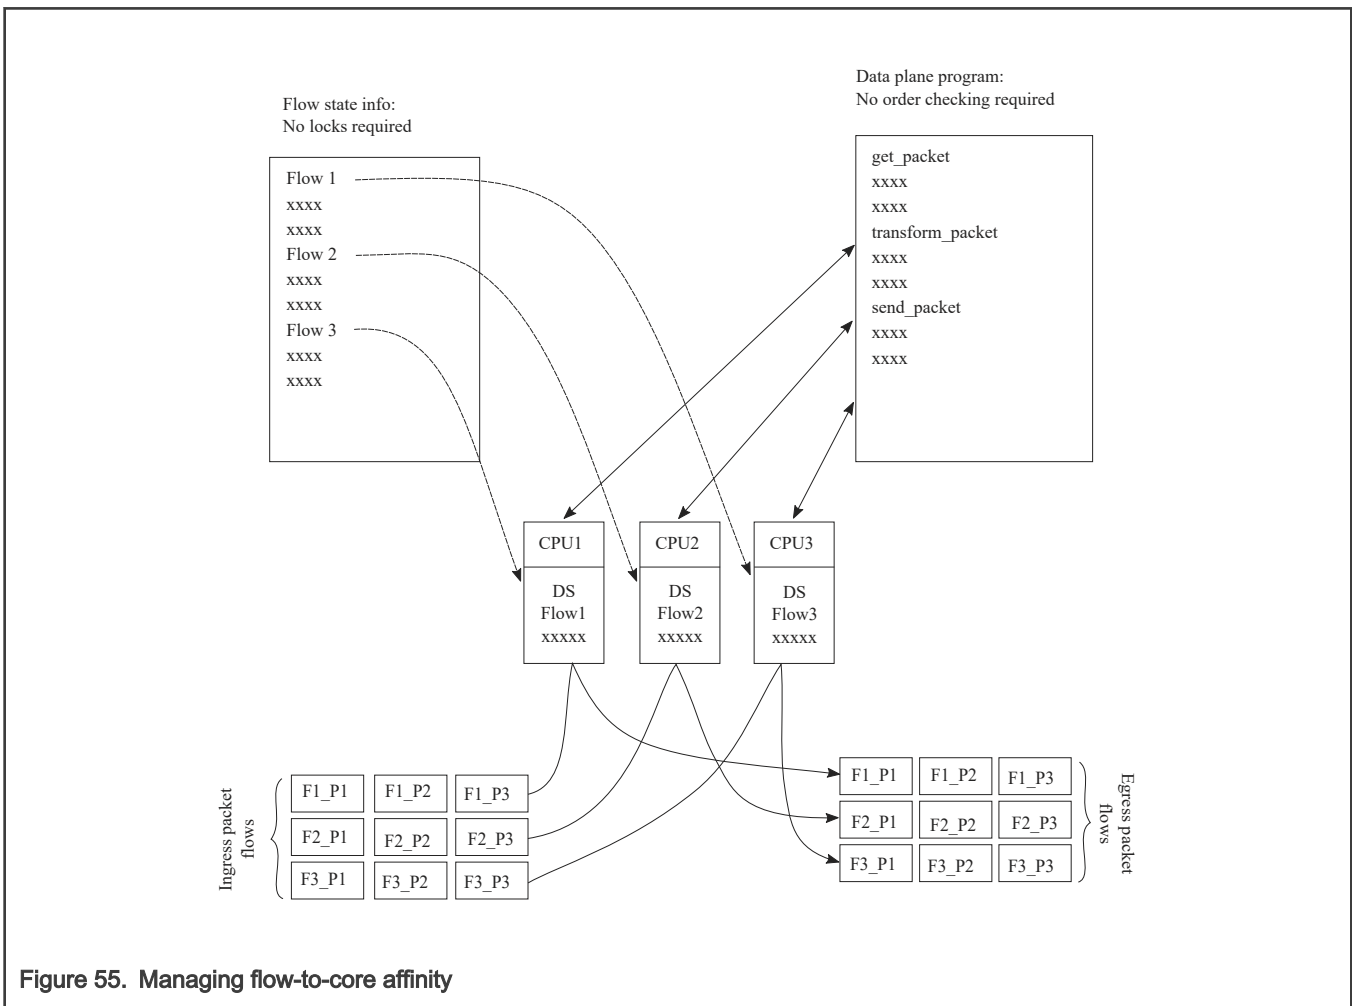 Flow state info:
No locks required
Flow 1
xxxx
xxxx
Flow 2
xxxx
xxxx
Flow 3
xxxx
xxxx
Data plane program:
No order checking required
get_packet
xxxx
xxxx
transform_packet
xxxx
xxxx
send_packet
xxxx
xxxx
CPU1
DS
Flow1
xxxxx
CPU2
DS
Flow2
xxxxx
CPU3
DS
Flow3
xxxxx
Ingress packet
flows
F1_P1 F1_P2 F1_P3
F2_P1 F2_P2 F2_P3
F3_P1 F3_P2 F3_P3
F1_P1 F1_P2 F1_P3
F2_P1 F2_P2 F2_P3
F3_P1 F3_P2 F3_P3
Egress packet
flows
Figure 55. Managing flow-to-core affinity